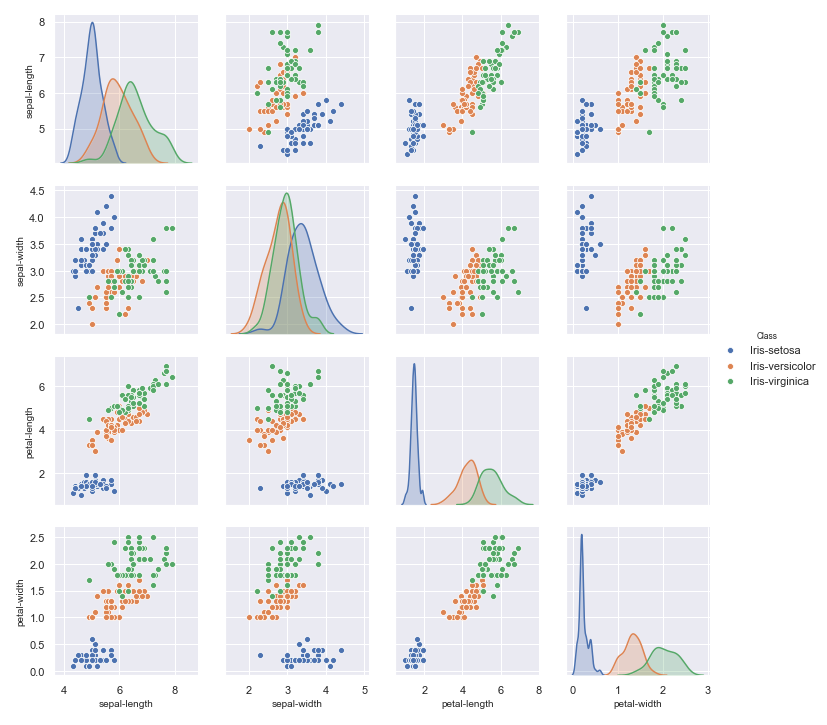 8
7
6
5
sepal-length
4.5
4.0
3.5
3.0
2.5
2.0
sepal-width
Class
Iris-setosa
Iris-versicolor
Iris-virginica
6
4
2
petal-length
2.5
2.0
1.5
1.0
0.5
0.0
petal-width
4 6 8
sepal-length
2 3 4 5
sepal-width
2 4 6 8
petal-length
0 1 2 3
petal-width